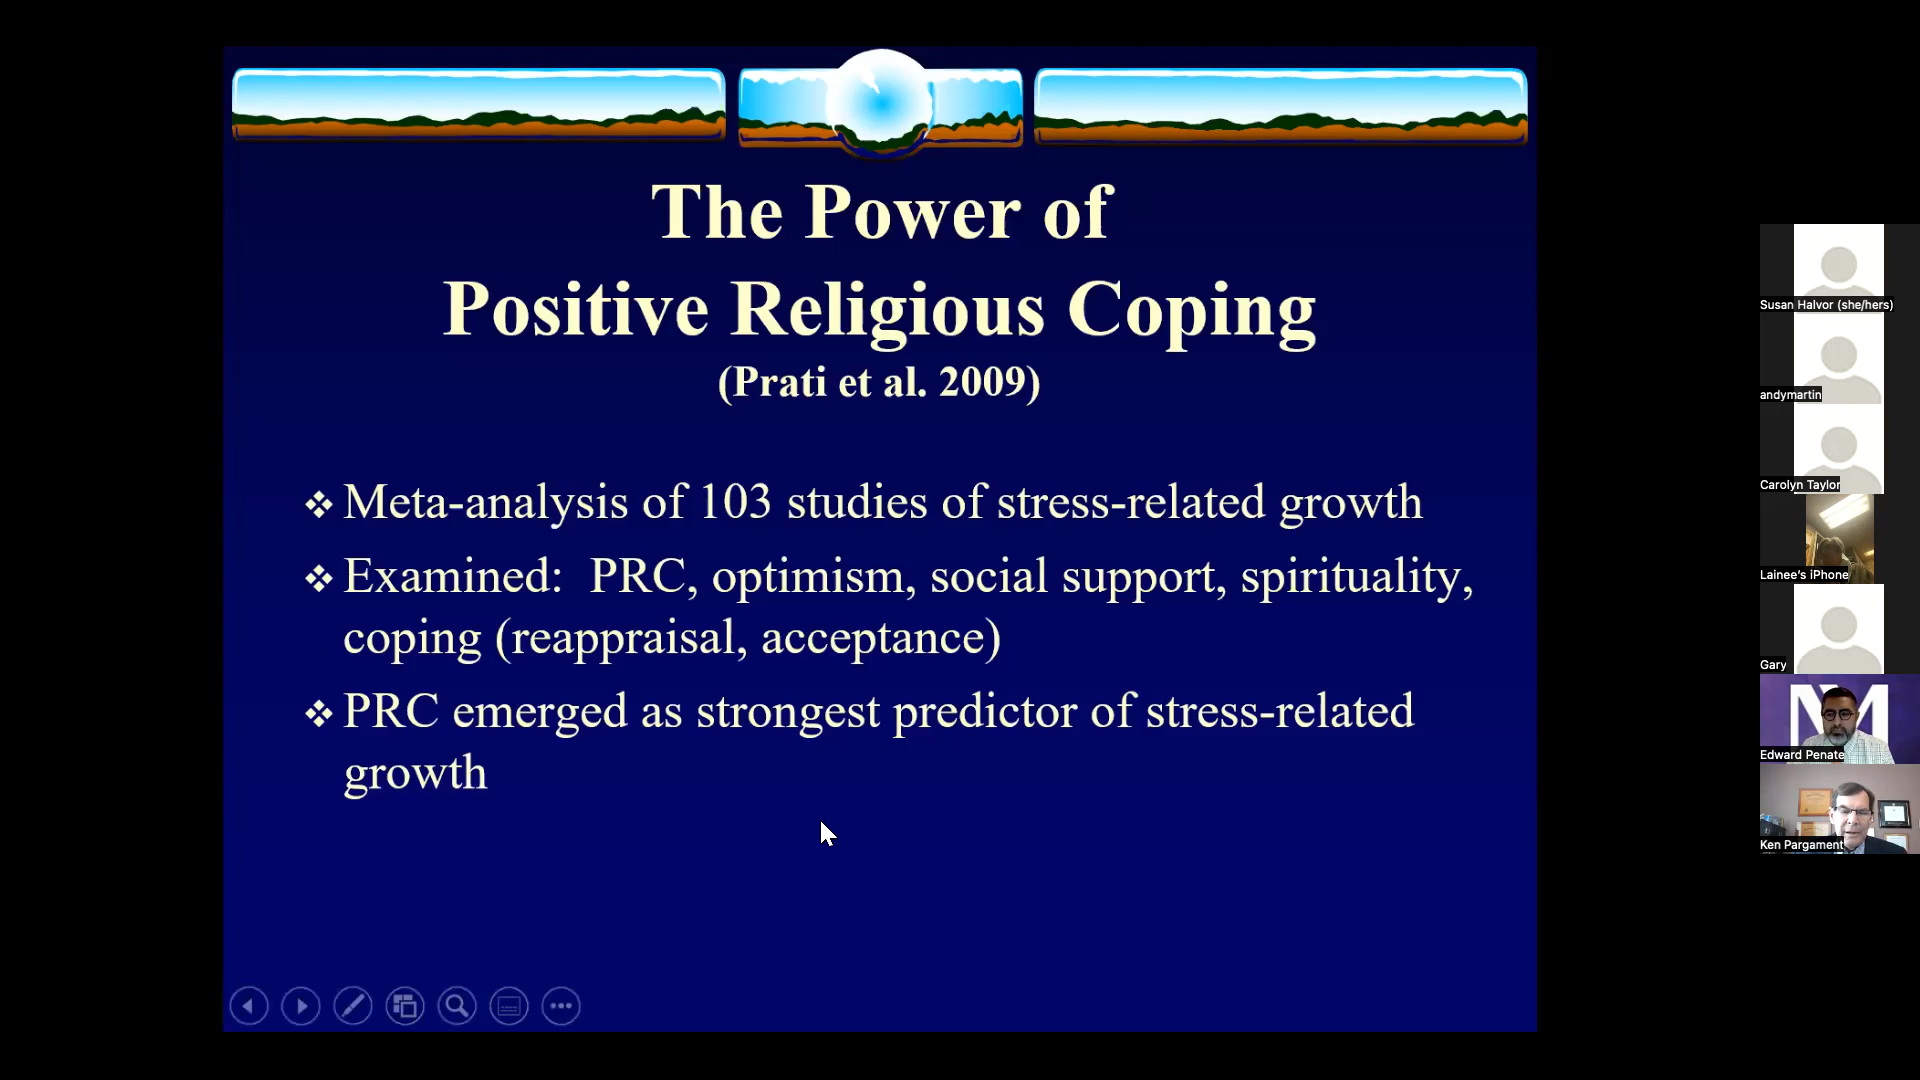 The Power of
Positive Religious Coping
(Prati et al. 2009)
❖ Meta-analysis of 103 studies of stress-related growth
❖ Examined:  PRC, optimism, social support, spirituality,
coping (reappraisal, acceptance)
❖ PRC emerged as strongest predictor of stress-related
growth
Susan Halvor (she/hers)
andymartin
Carolyn Taylor
Lainee’s iPhone
Gary
Edward Penate
Ken Pargament